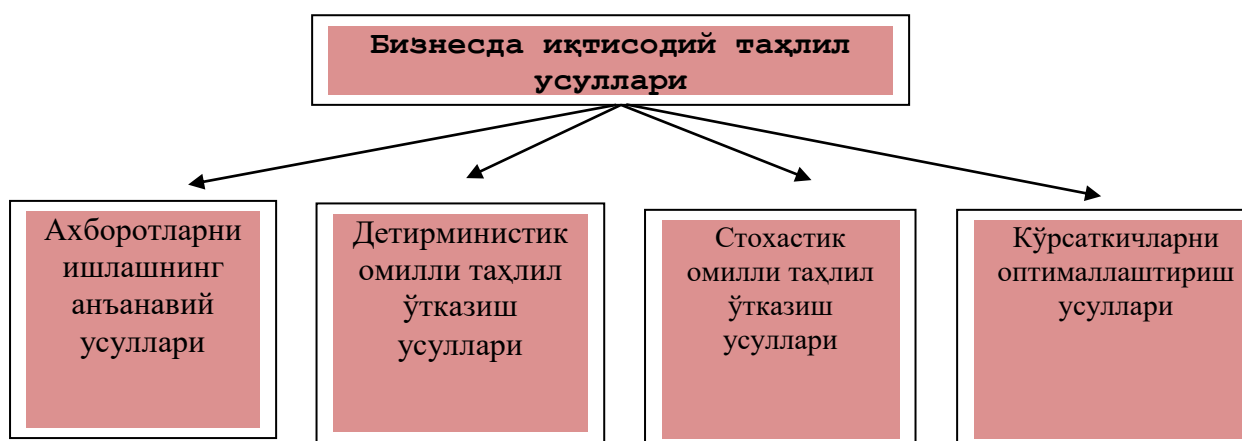 Бизнесда иқтисодий таҳлил
усуллари
Ахборотларни
ишлашнинг
анъанавий
усуллари
Детирминистик
омилли таҳлил
ўтказиш
усуллари
Стохастик
омилли таҳлил
ўтказиш
усуллари
Кўрсаткичларни
оптималлаштириш
усуллари